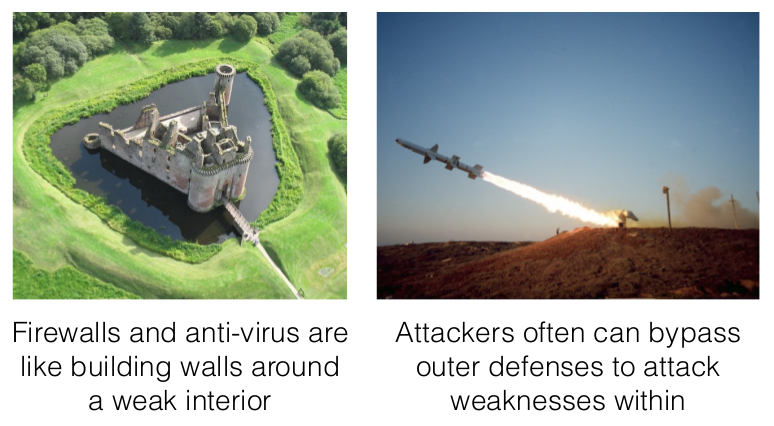 Firewalls and anti-virus are
like building walls around
a weak interior
Attackers often can bypass
outer defenses to attack
weaknesses within